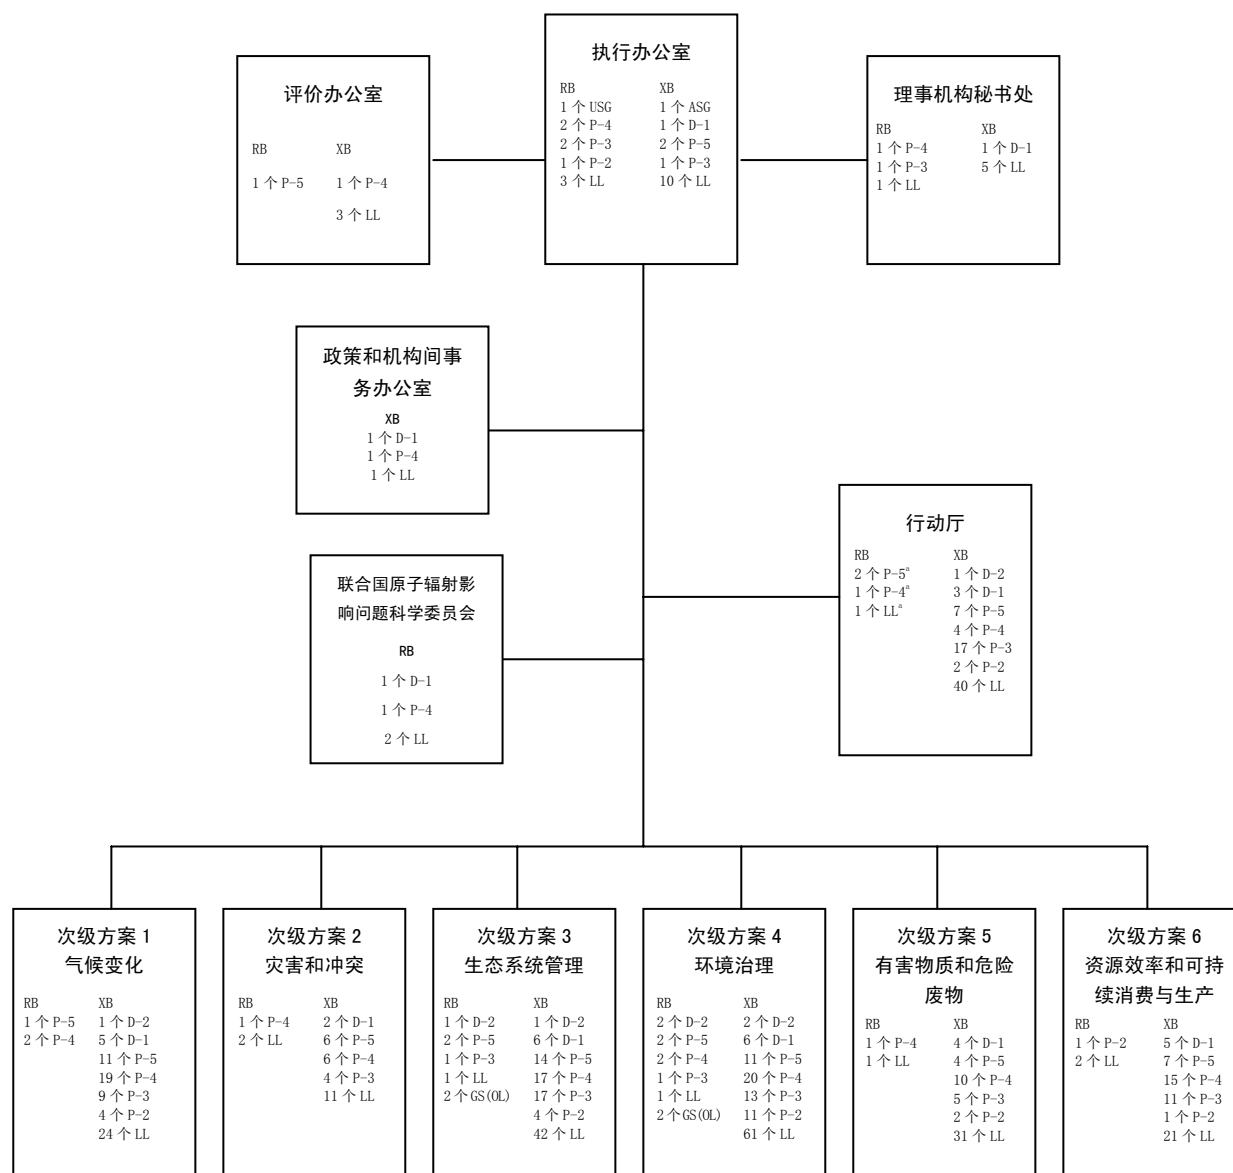 执行办公室
RB XB
1 个 USG 1 个 ASG
2 个 P-4 1 个 D-1
2 个 P-3 2 个 P-5
1 个 P-2 1 个 P-3
3 个 LL 10 个 LL
评价办公室
RB XB
1 个 P-5 1 个 P-4
3 个 LL
理事机构秘书处
RB XB
1 个 P-4 1 个 D-1
1 个 P-3 5 个 LL
1 个 LL
政策和机构间事
务办公室
XB
1 个 D-1
1 个 P-4
1 个 LL
行动厅
RB XB
2 个 P-5ª 1 个 D-2
1 个 P-4ª 3 个 D-1
1 个 LLª 7 个 P-5
4 个 P-4
17 个 P-3
2 个 P-2
40 个 LL
联合国原子辐射影
响问题科学委员会
RB
1 个 D-1
1 个 P-4
2 个 LL
次级方案 1
气候变化
RB XB
1 个 P-5 1 个 D-2
2 个 P-4 5 个 D-1
11 个 P-5
19 个 P-4
9 个 P-3
4 个 P-2
24 个 LL
次级方案 2
灾害和冲突
RB XB
1 个 P-4 2 个 D-1
2 个 LL 6 个 P-5
6 个 P-4
4 个 P-3
11 个 LL
次级方案 3
生态系统管理
RB XB
1 个 D-2 1 个 D-2
2 个 P-5 6 个 D-1
1 个 P-3 14 个 P-5
1 个 LL 17 个 P-4
2 个 GS(OL) 17 个 P-3
4 个 P-2
42 个 LL
次级方案 4
环境治理
RB XB
2 个 D-2 2 个 D-2
2 个 P-5 6 个 D-1
2 个 P-4 11 个 P-5
1 个 P-3 20 个 P-4
1 个 LL 13 个 P-3
2 个 GS(OL) 11 个 P-2
61 个 LL
次级方案 5
有害物质和危险
废物
RB XB
1 个 P-4 4 个 D-1
1 个 LL 4 个 P-5
10 个 P-4
5 个 P-3
2 个 P-2
31 个 LL
次级方案 6
资源效率和可持
续消费与生产
RB XB
1 个 P-2 5 个 D-1
2 个 LL 7 个 P-5
15 个 P-4
11 个 P-3
1 个 P-2
21 个 LL